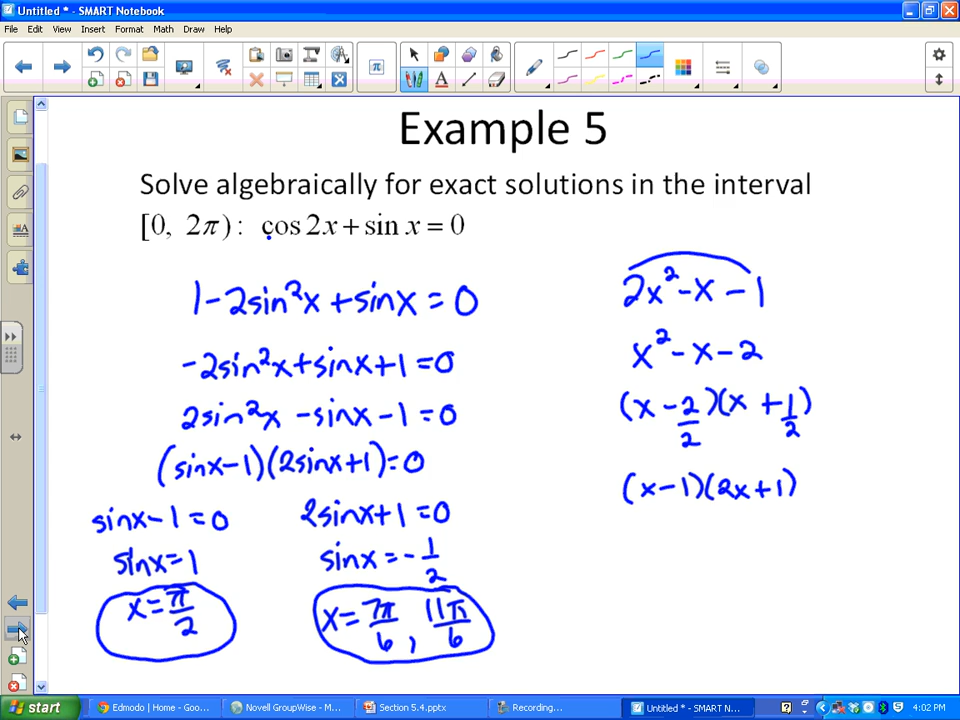 Untitled * - SMART Notebook
File Edit View Insert Format Math Draw Help
Example 5
Solve algebraically for exact solutions in the interval
[0, 2π) : cos 2x + sin x = 0
1 - 2sin²x + sinx = 0
-2sin²x + sinx + 1 = 0
2sin²x - sinx - 1 = 0
(sinx - 1)(2sinx + 1) = 0
sinx - 1 = 0 2sinx + 1 = 0
sinx = 1 sinx = -1/2
x = π/2 x = 7π/6 , 11π/6
2x² - x - 1
x² - x - 2
(x - 2/2)(x + 1/2)
(x - 1)(2x + 1)
start Edmodo | Home - Goo... Novell GroupWise - M... Section 5.4.pptx Recording... Untitled * - SMART N... 4:02 PM